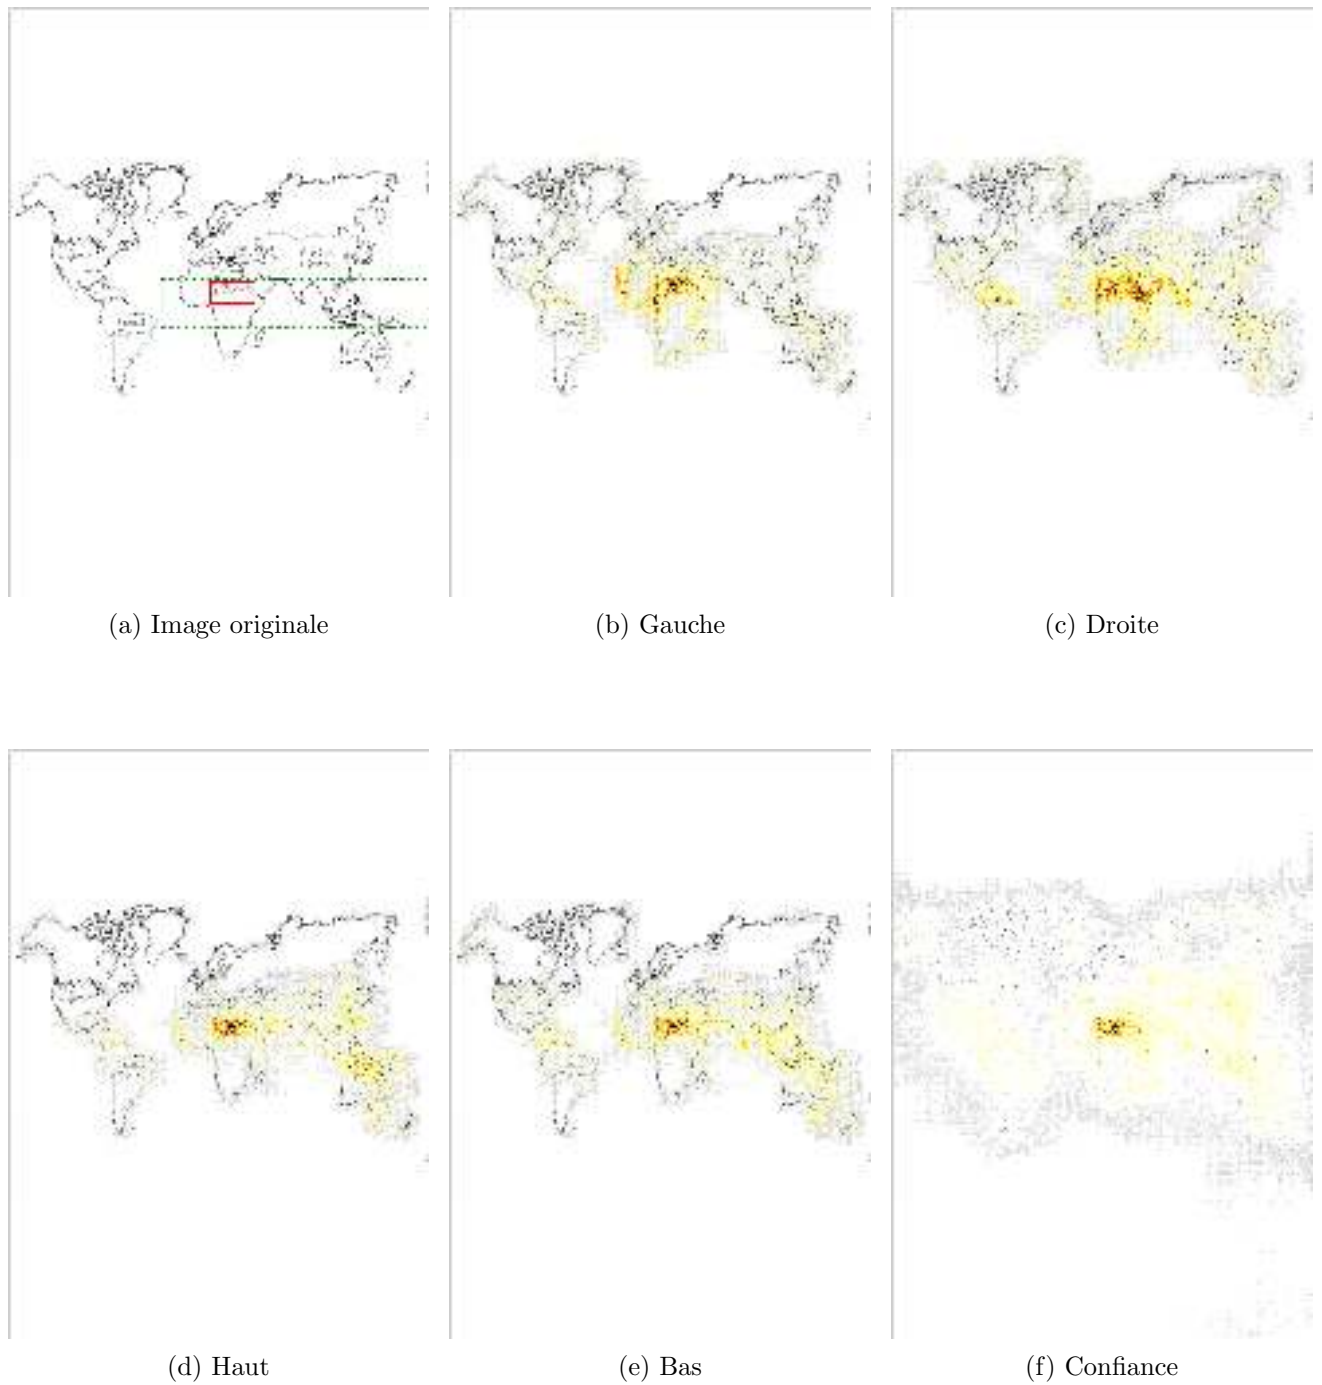 (a) Image originale
(b) Gauche
(c) Droite
(d) Haut
(e) Bas
(f) Confiance